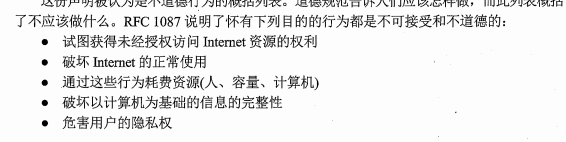 这份声明被认为是不道德行为的概括列表。道德规范告诉人们应该怎样做,而此列表概括
了不应该做什么。RFC 1087 说明了怀有下列目的的行为都是不可接受和不道德的:
● 试图获得未经授权访问 Internet 资源的权利
● 破坏 Internet 的正常使用
● 通过这些行为耗费资源(人、容量、计算机)
● 破坏以计算机为基础的信息的完整性
● 危害用户的隐私权